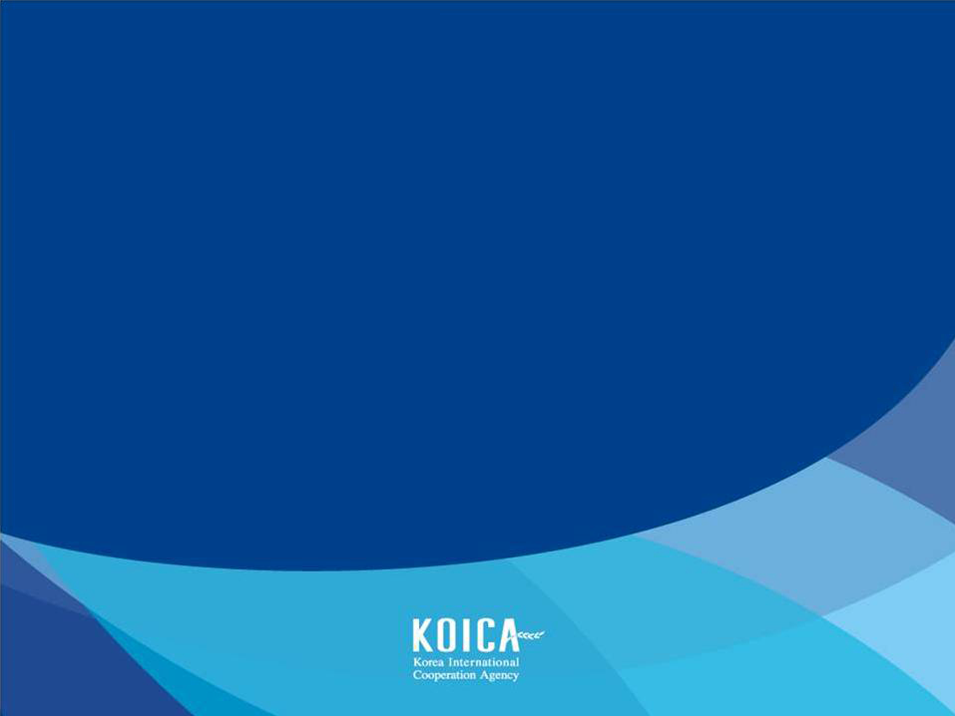 KOICA
Korea International
Cooperation Agency